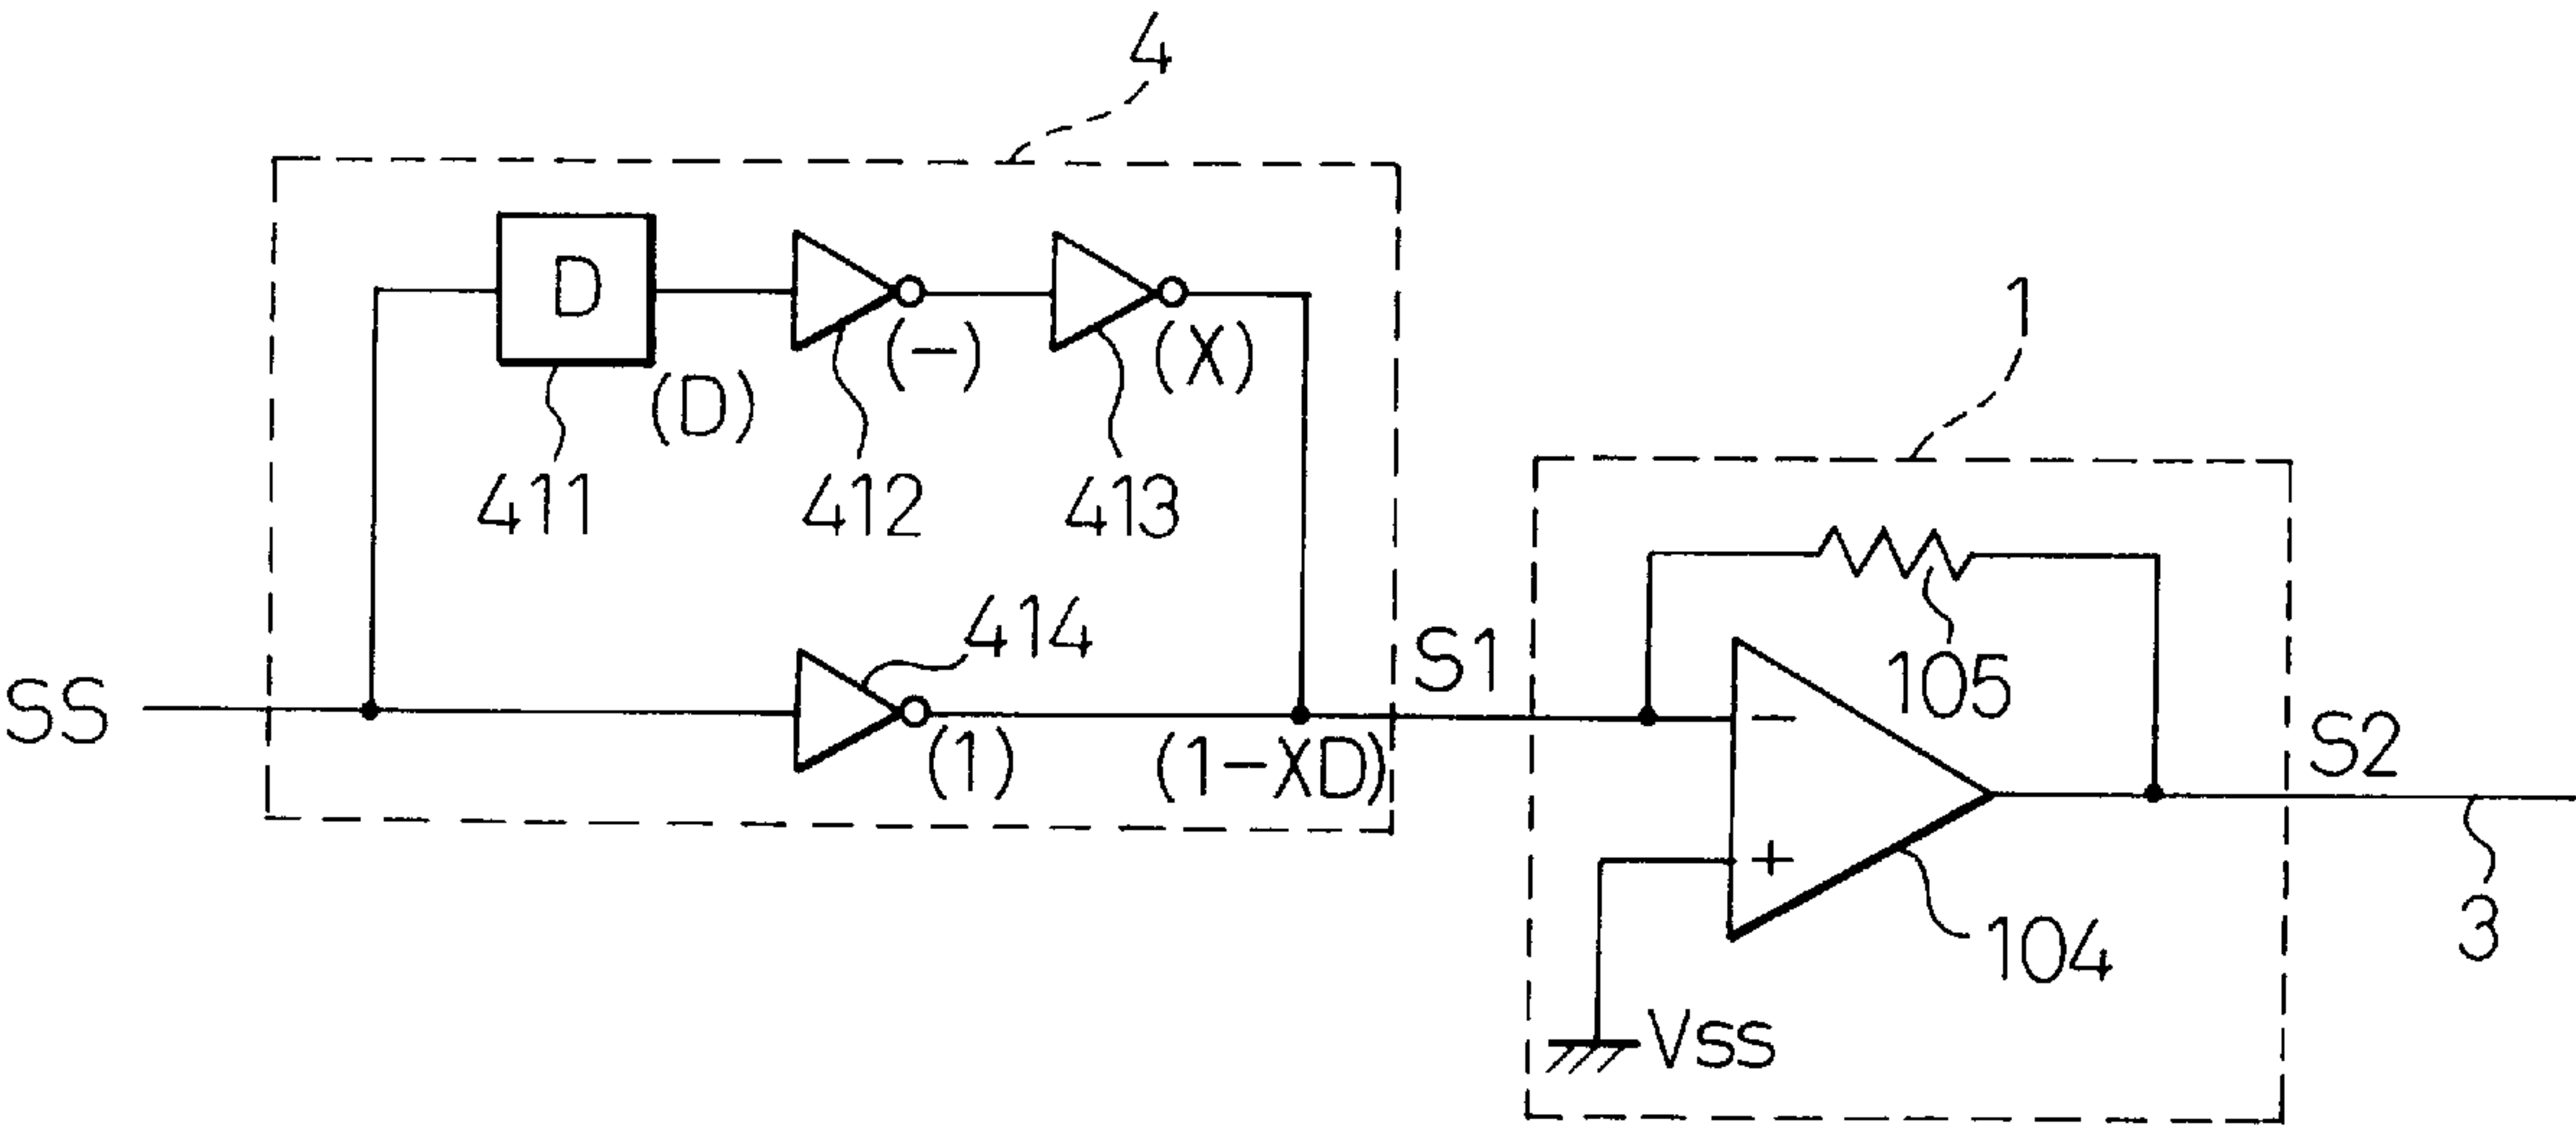 4
D
(D)
(-)
(X)
411
412
413
1
414
105
SS
(1)
(1-XD)
S1
-
+
S2
104
3
Vss